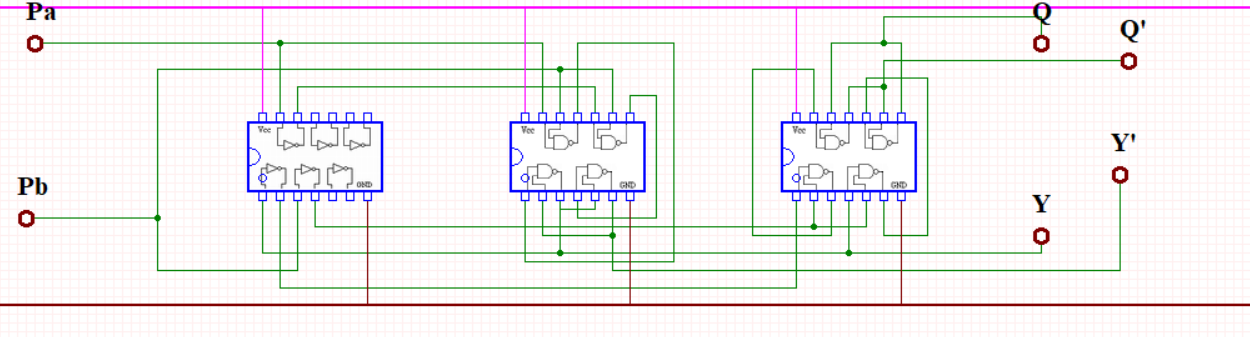 Pa
Q
Q'
Vcc
GND
Vcc
GND
Vcc
GND
Y'
Pb
Y